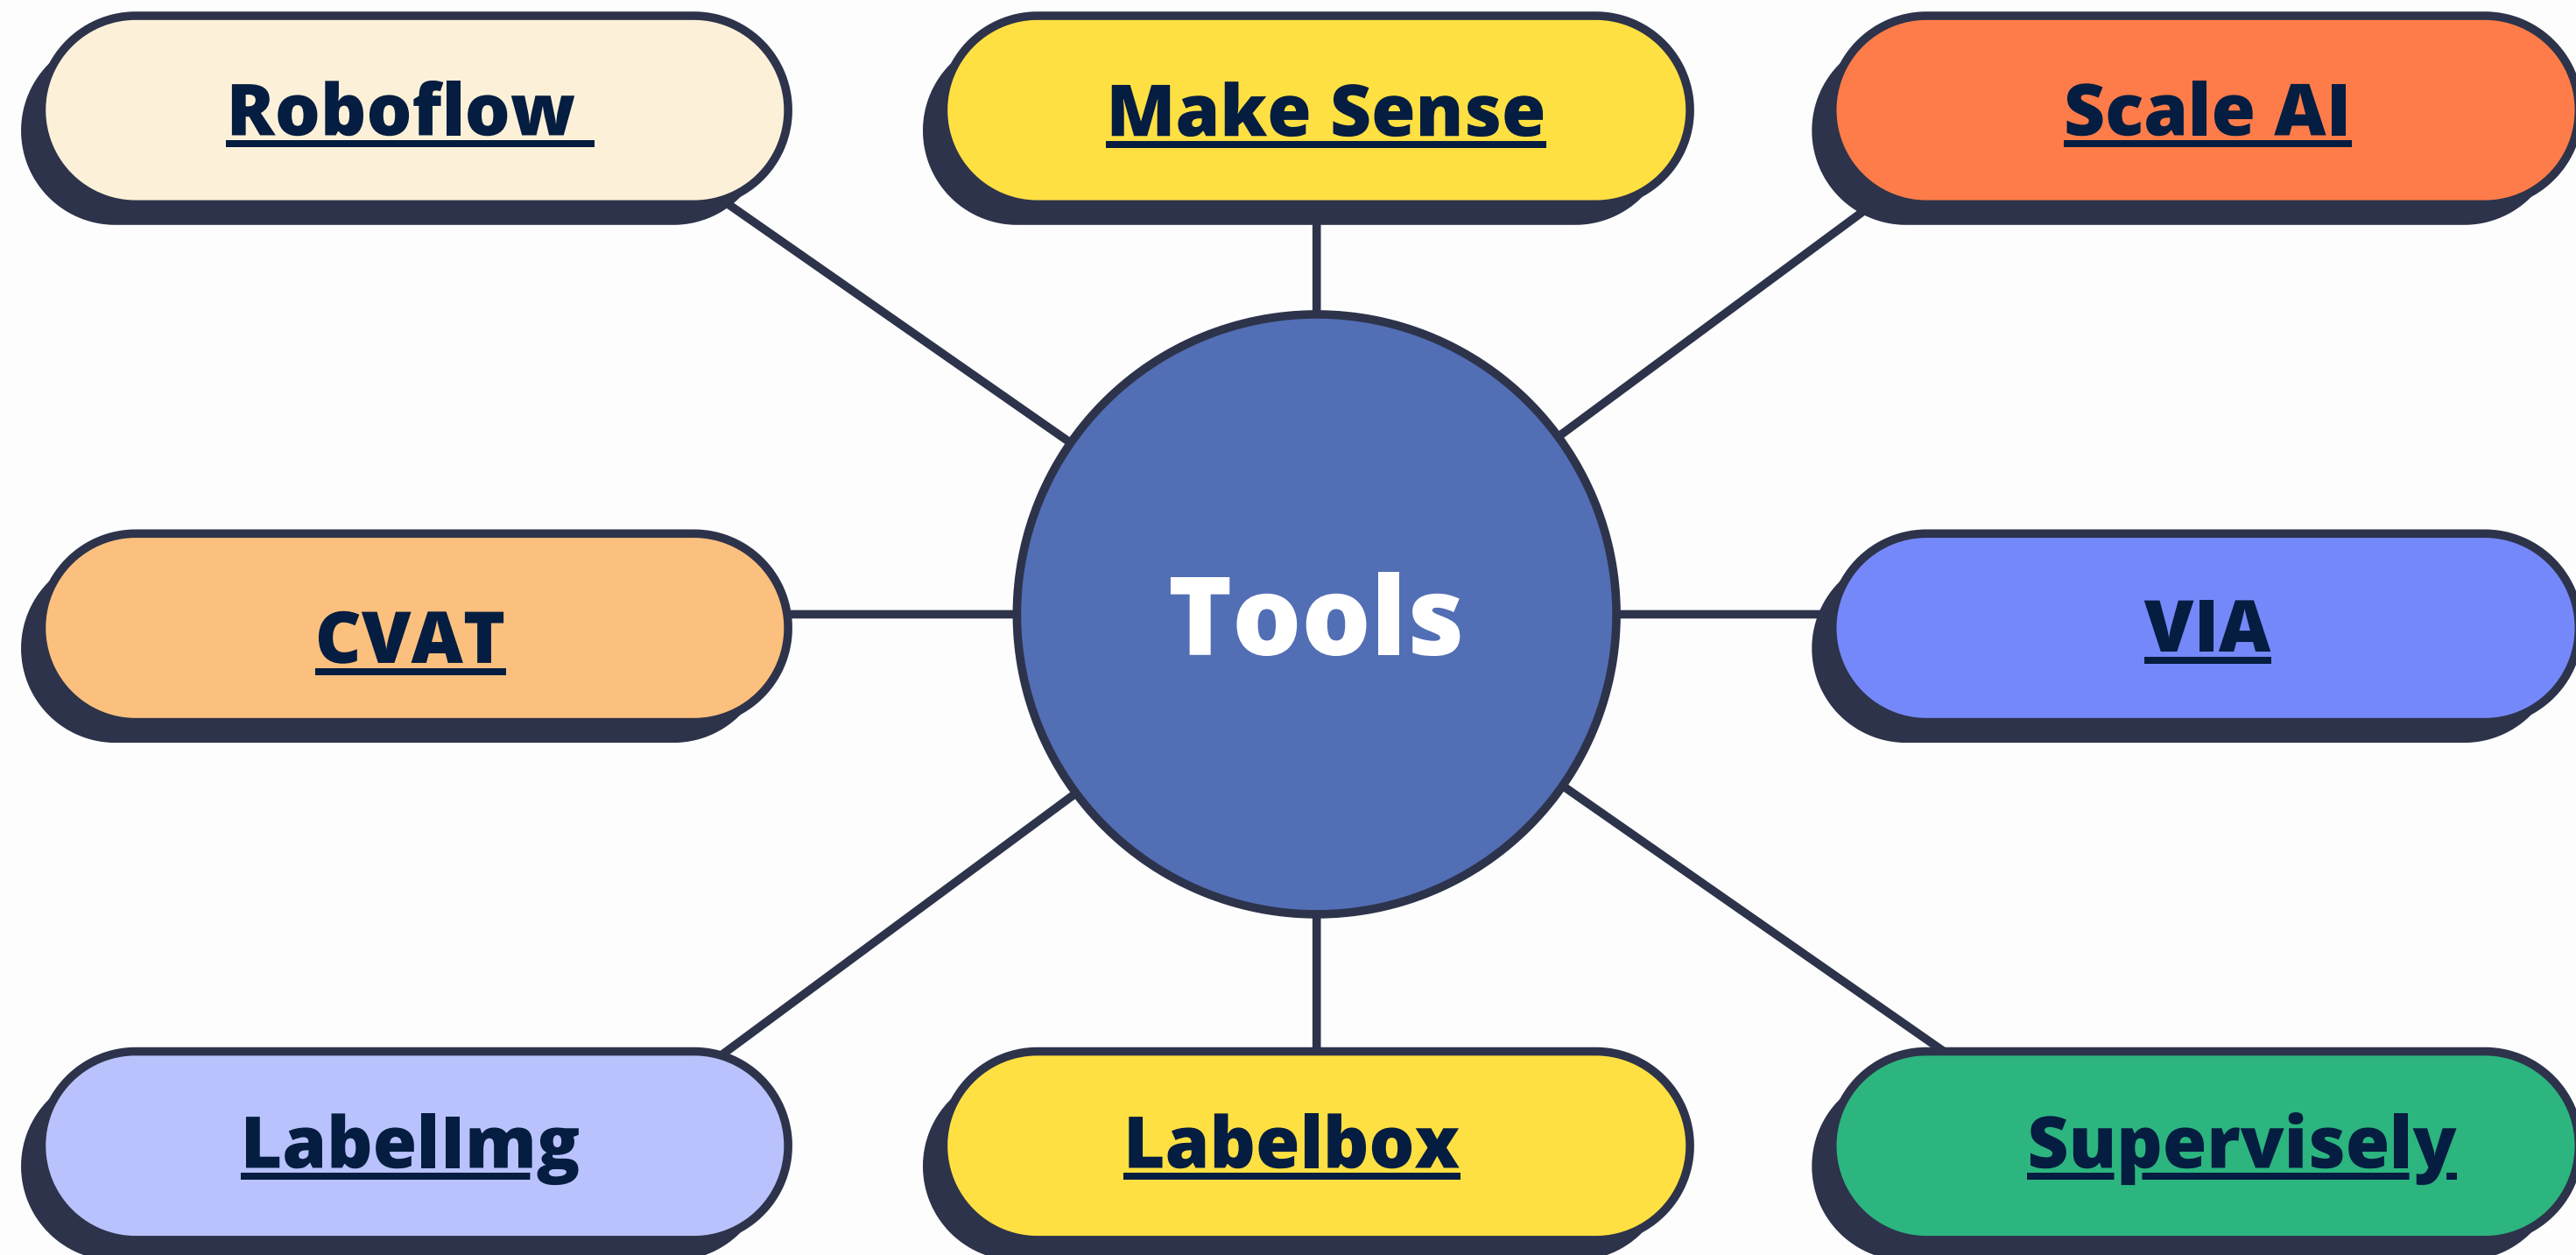 Roboflow
Make Sense
Scale AI
CVAT
Tools
VIA
LabelImg
Labelbox
Supervisely